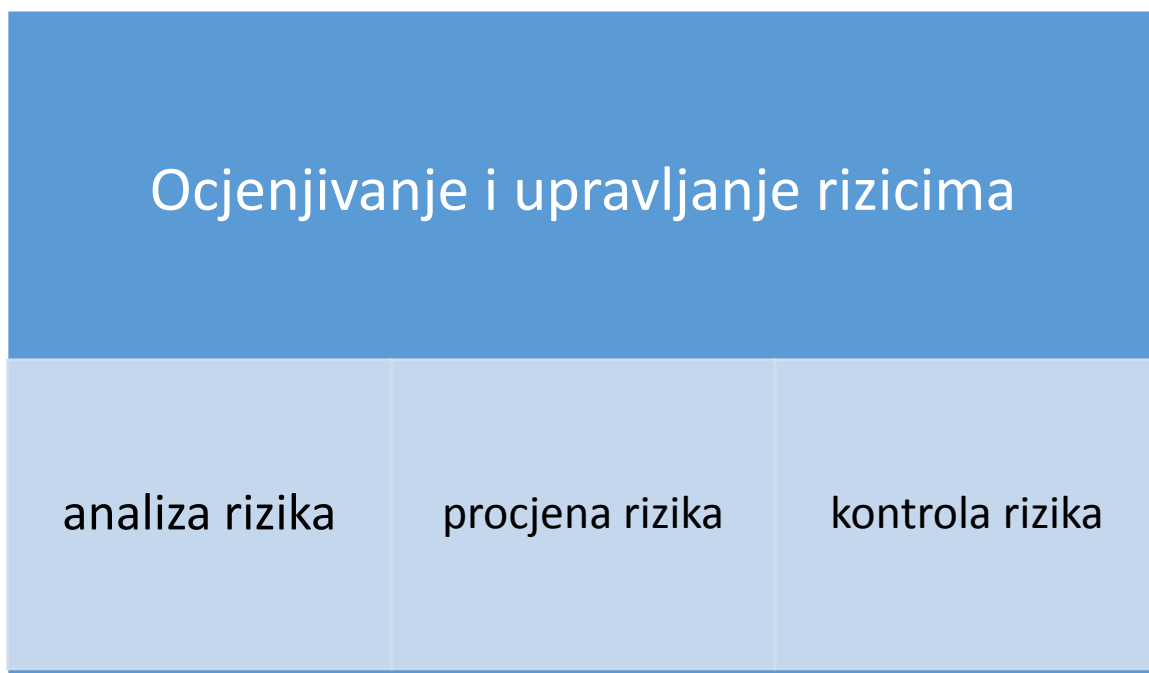 Ocjenjivanje i upravljanje rizicima
analiza rizika
procjena rizika
kontrola rizika